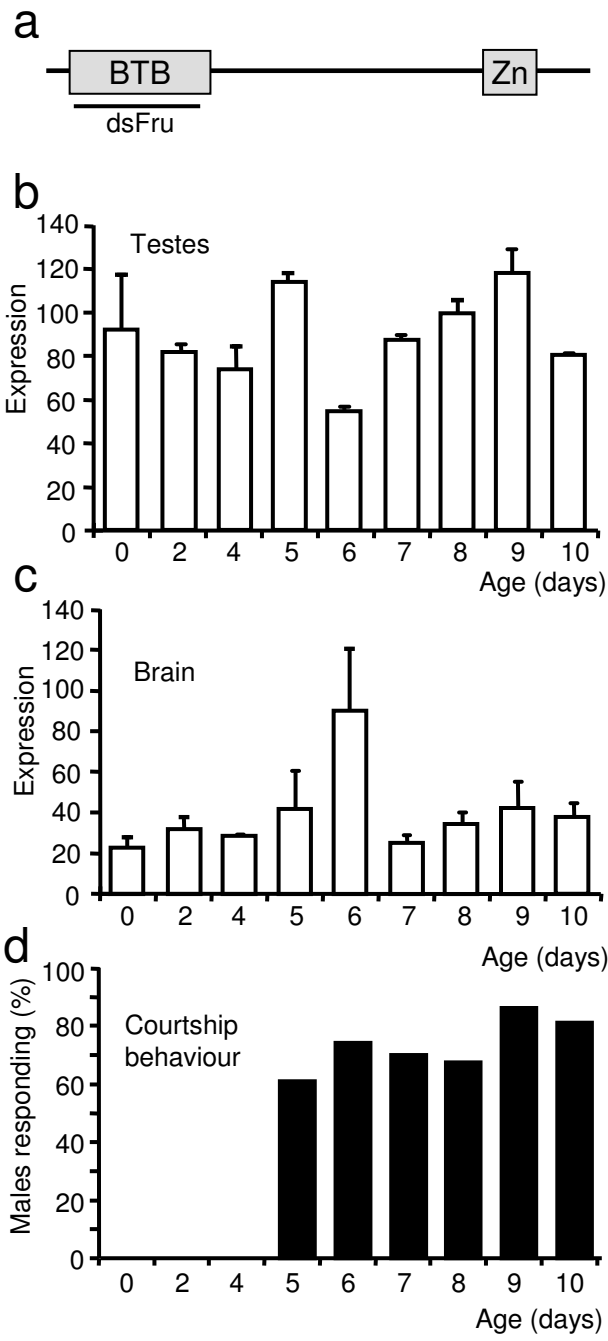 a
BTB
Zn
dsFru
b
Testes
Expression
140
120
100
80
60
40
20
0
0 2 4 5 6 7 8 9 10
Age (days)
c
Brain
Expression
140
120
100
80
60
40
20
0
0 2 4 5 6 7 8 9 10
Age (days)
d
Courtship
behaviour
Males responding (%)
100
80
60
40
20
0
0 2 4 5 6 7 8 9 10
Age (days)